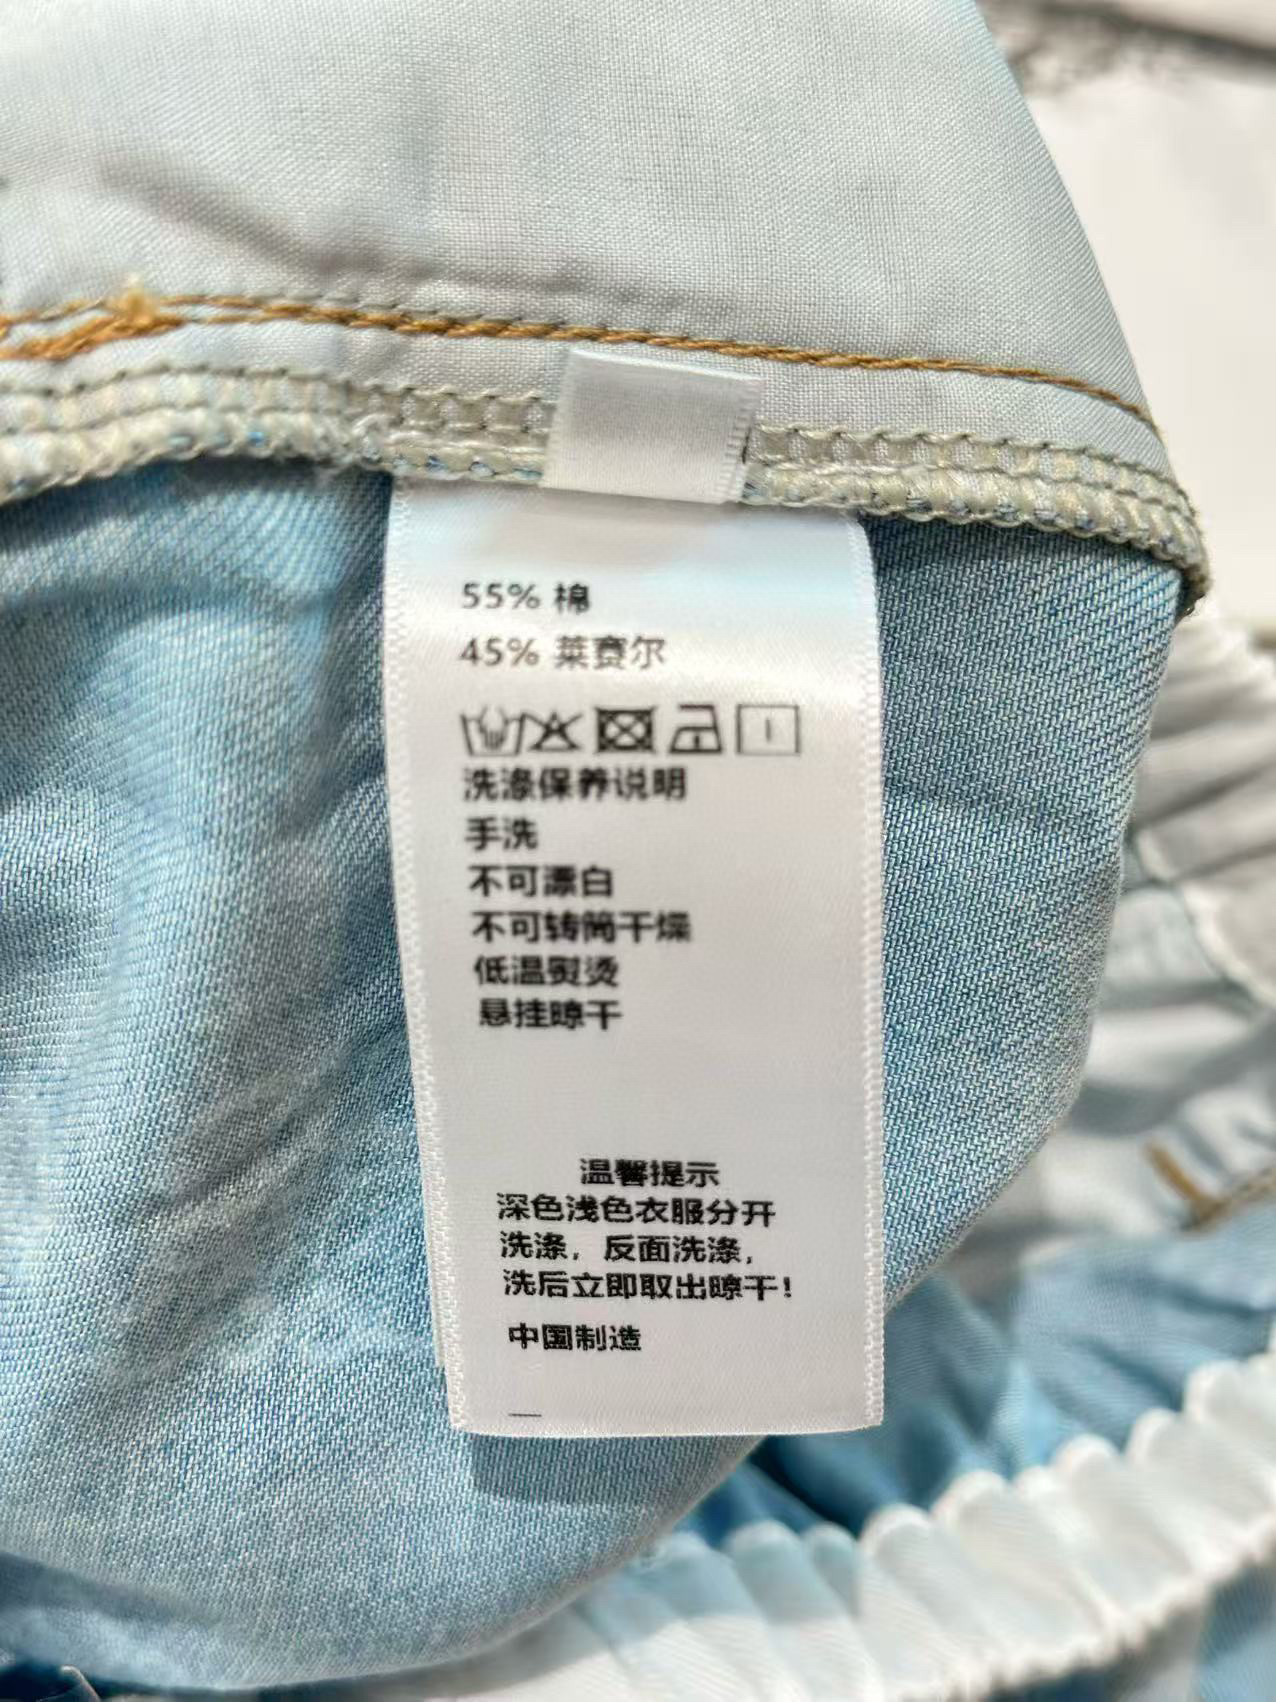 55% 棉
45% 莱赛尔
洗涤保养说明
手洗
不可漂白
不可转筒干燥
低温熨烫
悬挂晾干
温馨提示
深色浅色衣服分开
洗涤，反面洗涤，
洗后立即取出晾干！
中国制造